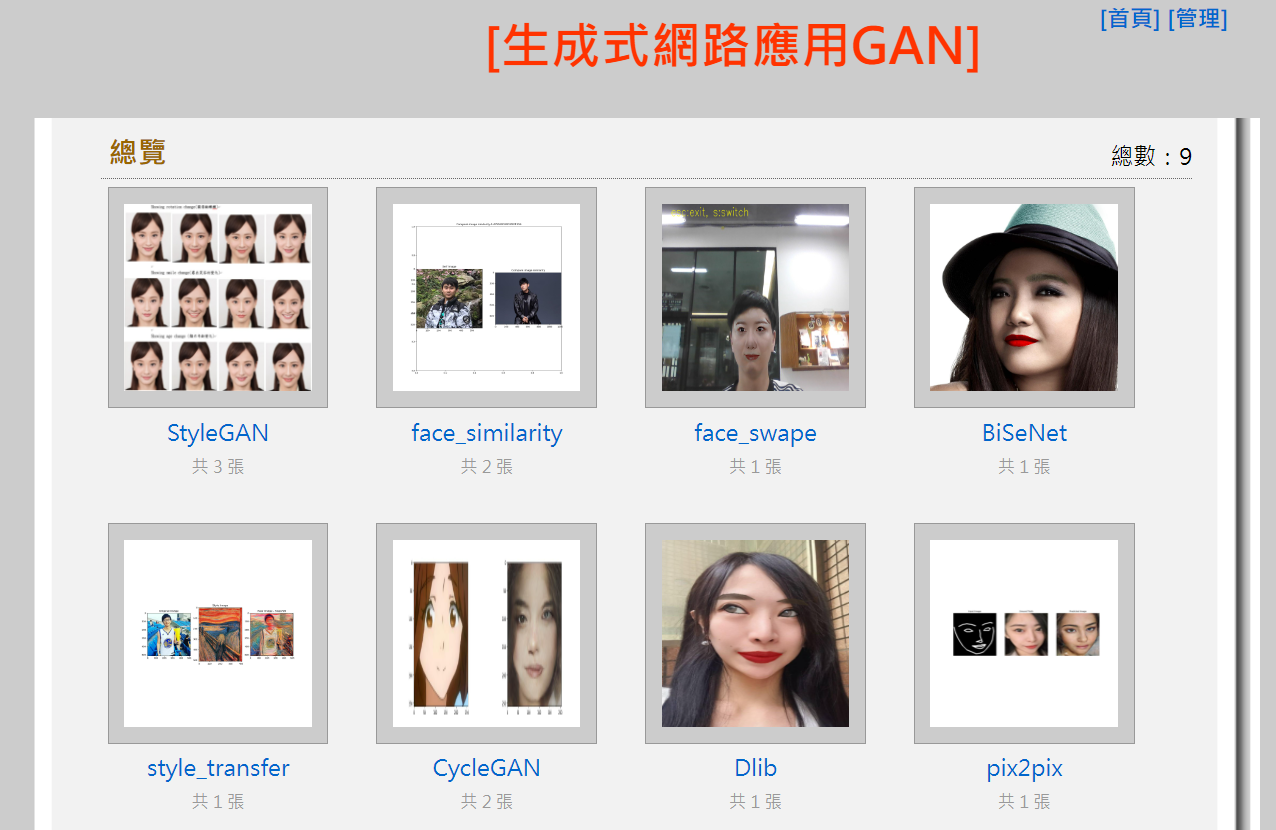 [首頁] [管理]
[生成式網路應用GAN]
總覽
總數：9
esc:exit, s:switch
StyleGAN
face_similarity
face_swape
BiSeNet
共 3 張
共 2 張
共 1 張
共 1 張
style_transfer
CycleGAN
Dlib
pix2pix
共 1 張
共 2 張
共 1 張
共 1 張